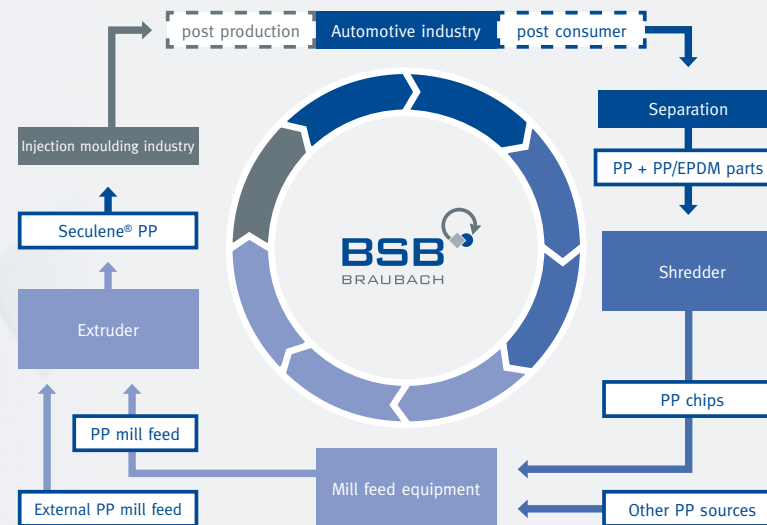 post production
Automotive industry
post consumer
Injection moulding industry
Separation
PP + PP/EPDM parts
Seculene® PP
BSB
BRAUBACH
Shredder
Extruder
PP chips
PP mill feed
Mill feed equipment
External PP mill feed
Other PP sources